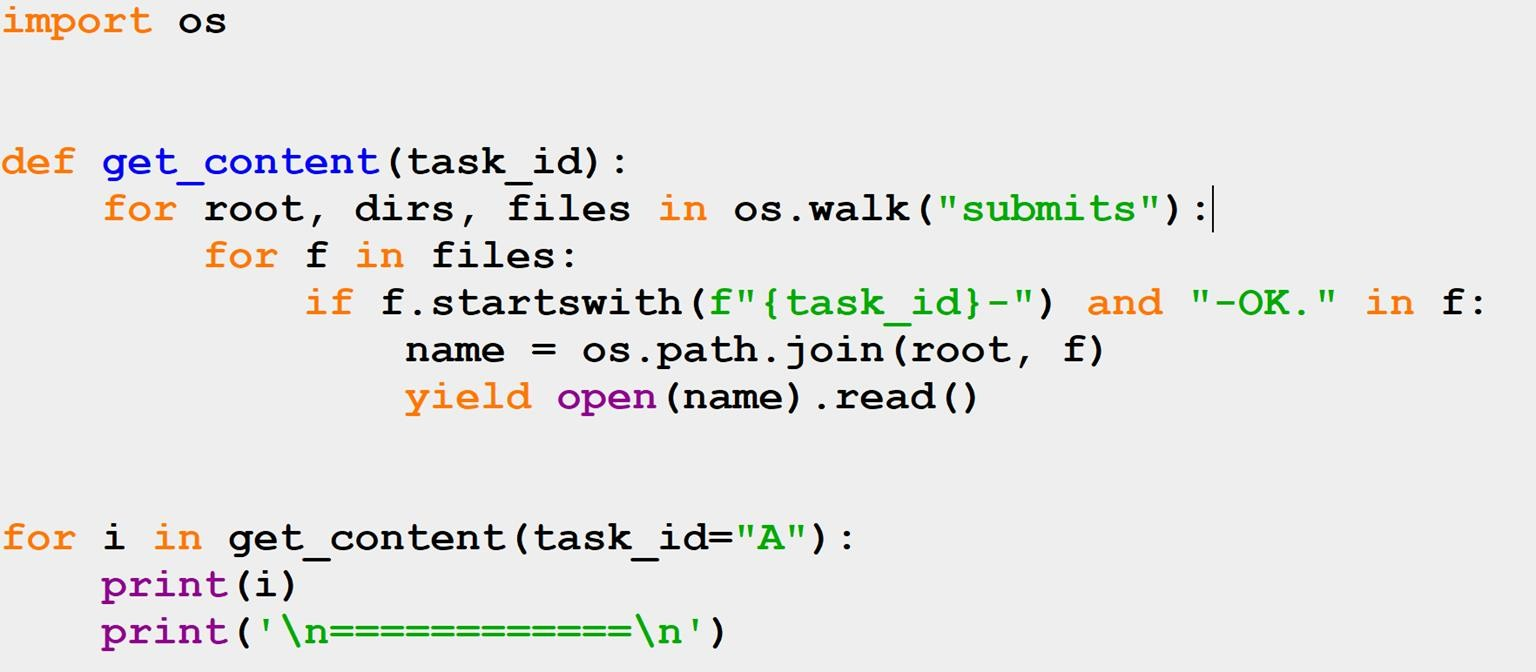 import os
def get_content(task_id):
    for root, dirs, files in os.walk("submits"):
        for f in files:
            if f.startswith(f"{task_id}-") and "-OK." in f:
                name = os.path.join(root, f)
                yield open(name).read()
for i in get_content(task_id="A"):
    print(i)
    print('\n============\n')